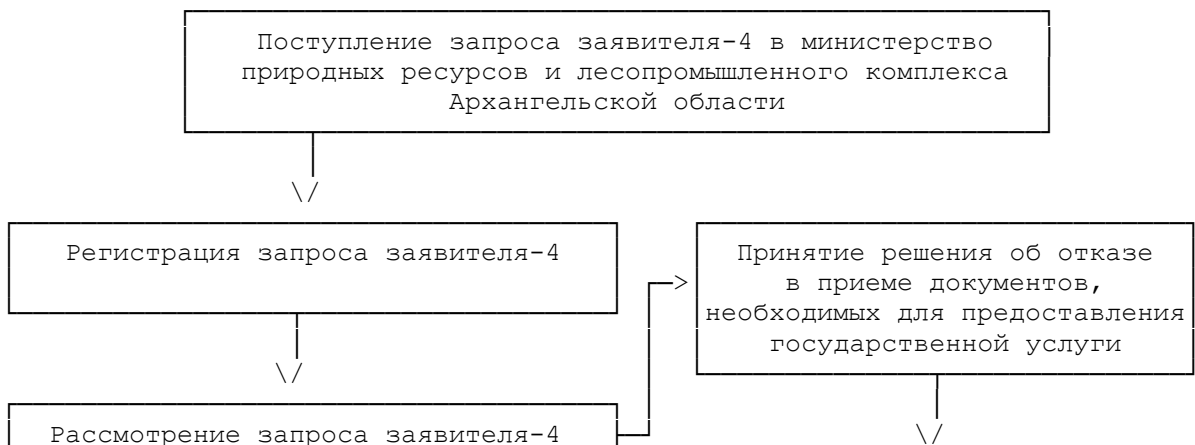 Поступление запроса заявителя-4 в министерство
природных ресурсов и лесопромышленного комплекса
Архангельской области
Регистрация запроса заявителя-4
Принятие решения об отказе
в приеме документов,
необходимых для предоставления
государственной услуги
Рассмотрение запроса заявителя-4